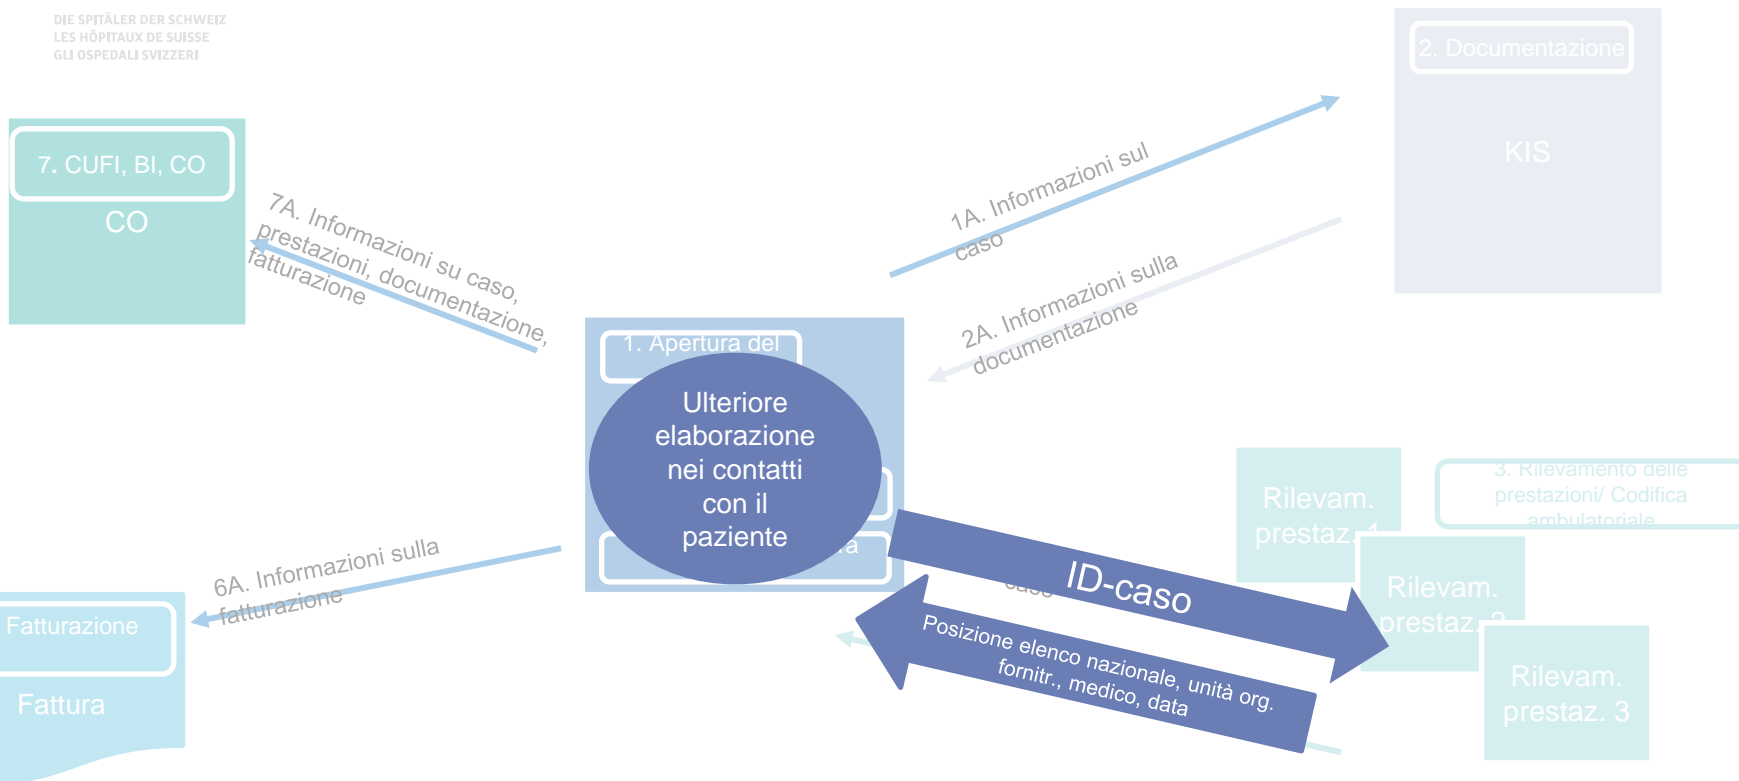 DIE SPITÄLER DER SCHWEIZ
LES HÔPITAUX DE SUISSE
GLI OSPEDALI SVIZZERI
2. Documentazione
KIS
7. CUFI, BI, CO
CO
7A. Informazioni su caso,
prestazioni, documentazione,
fatturazione
1A. Informazioni sul
caso
2A. Informazioni sulla
documentazione
1. Apertura del
Ulteriore
elaborazione
nei contatti
con il
paziente
6A. Informazioni sulla
fatturazione
Fatturazione
Fattura
ID-caso
Posizione elenco nazionale, unità org.
fornitr., medico, data
Rilevam.
prestaz. 1
3. Rilevamento delle
prestazioni/ Codifica
ambulatoriale
Rilevam.
prestaz. 2
Rilevam.
prestaz. 3